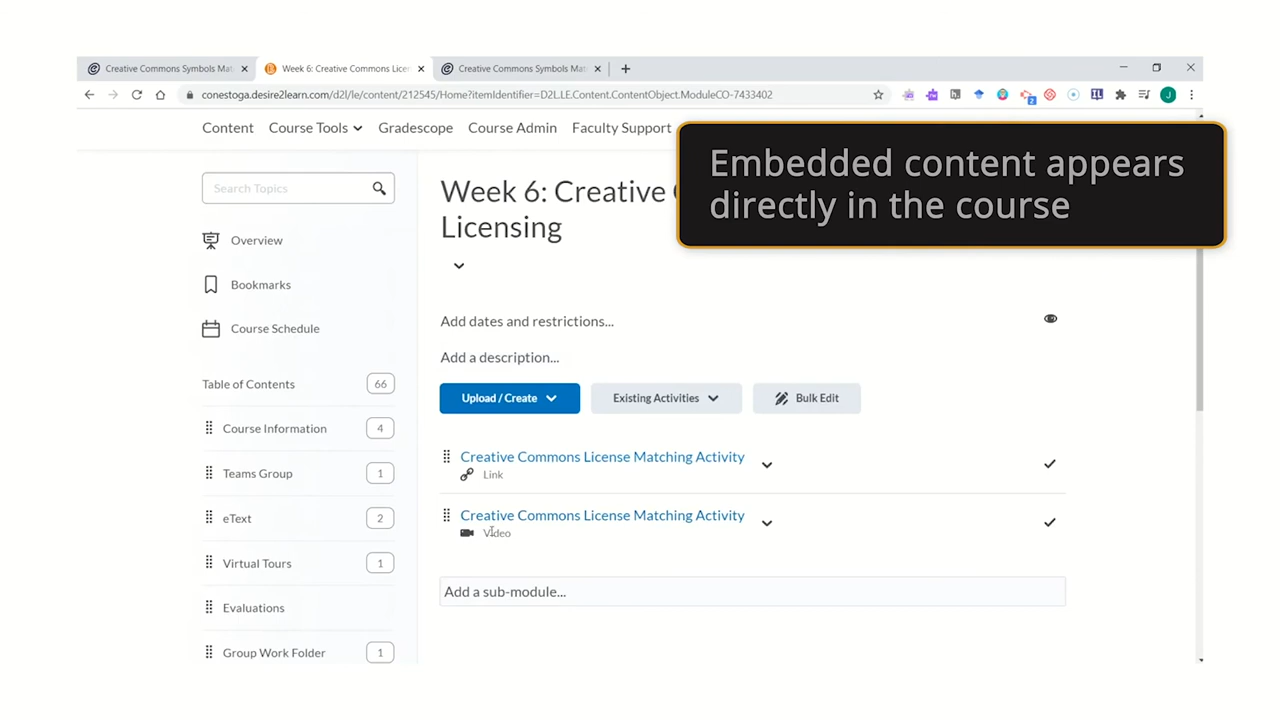 Creative Commons Symbols Mat
Week 6: Creative Commons Licen
Creative Commons Symbols Mat
conestoga.desire2learn.com/d2l/le/content/212545/Home?itemIdentifier=D2L.LE.Content.ContentObject.ModuleCO-7433402
Content
Course Tools
Gradescope
Course Admin
Faculty Support
Embedded content appears
directly in the course
Search Topics
Overview
Bookmarks
Course Schedule
Table of Contents 66
Course Information 4
Teams Group 1
eText 2
Virtual Tours 1
Evaluations
Group Work Folder 1
Week 6: Creative
Licensing
Add dates and restrictions...
Add a description...
Upload / Create
Existing Activities
Bulk Edit
Creative Commons License Matching Activity
Link
Creative Commons License Matching Activity
Video
Add a sub-module...